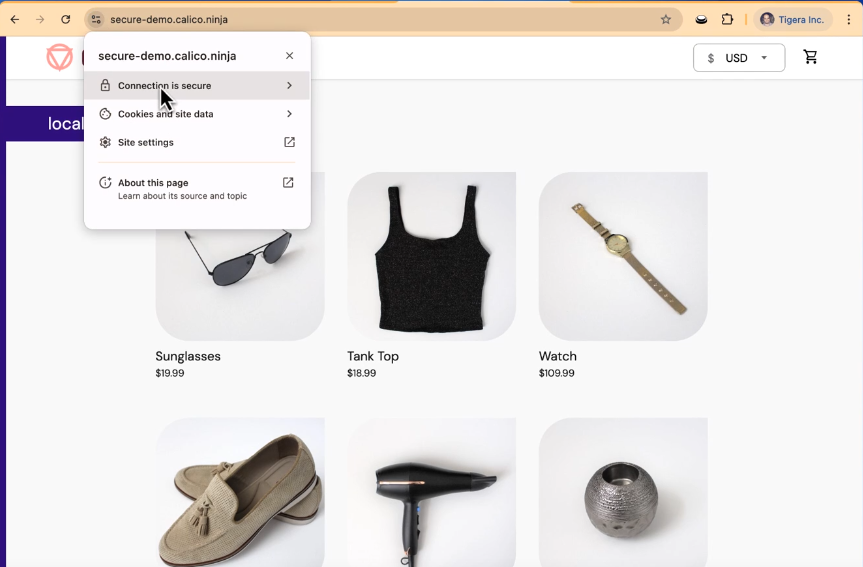 secure-demo.calico.ninja
Tigera Inc.
secure-demo.calico.ninja
Connection is secure
Cookies and site data
Site settings
About this page
Learn about its source and topic
$ USD
local
Sunglasses
$19.99
Tank Top
$18.99
Watch
$109.99